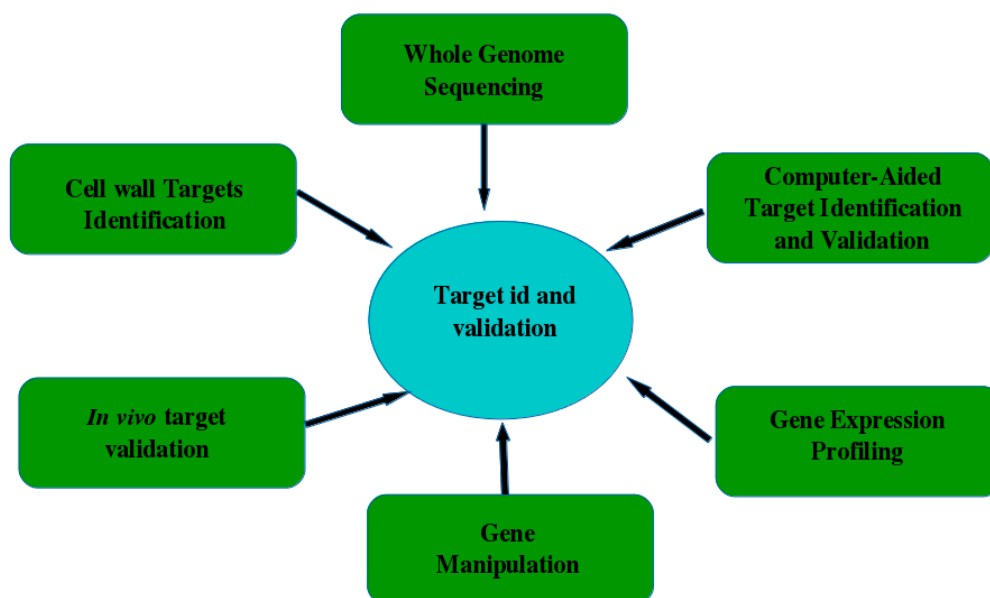 Whole Genome
Sequencing
Cell wall Targets
Identification
Computer-Aided
Target Identification
and Validation
Target id and
validation
In vivo target
validation
Gene Expression
Profiling
Gene
Manipulation